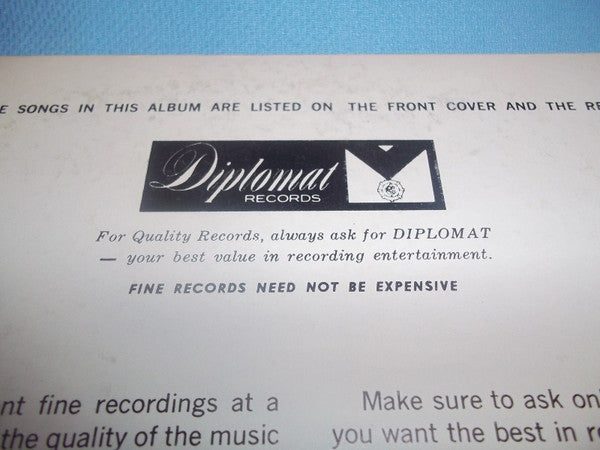 E SONGS IN THIS ALBUM ARE LISTED ON THE FRONT COVER AND THE RE
Diplomat
RECORDS
For Quality Records, always ask for DIPLOMAT
— your best value in recording entertainment.
FINE RECORDS NEED NOT BE EXPENSIVE
nt fine recordings at a
the quality of the music
Make sure to ask on
you want the best in re